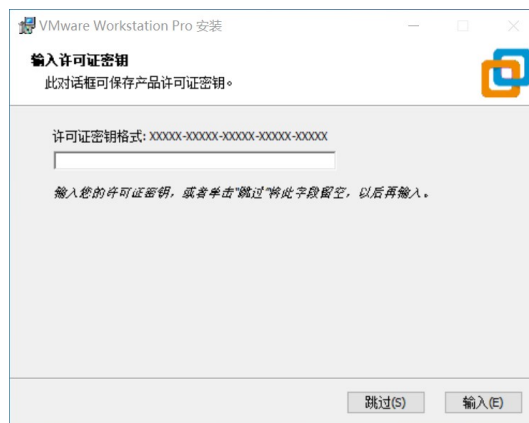 VMware Workstation Pro 安装
输入许可证密钥
此对话框可保存产品许可证密钥。
许可证密钥格式: XXXXX-XXXXX-XXXXX-XXXXX-XXXXX
输入您的许可证密钥，或者单击"跳过"将此字段留空，以后再输入。
跳过(S) 输入(E)